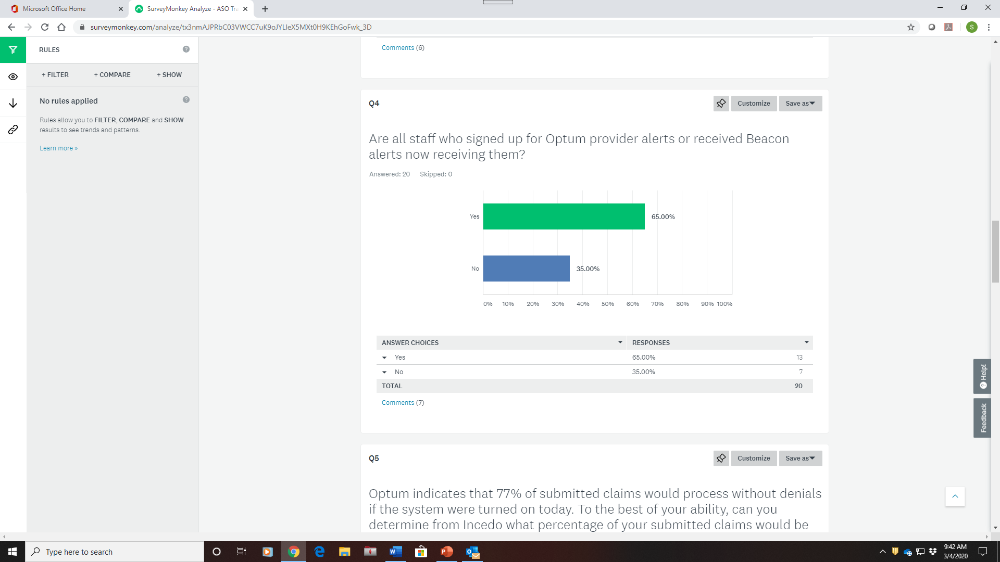 Microsoft Office Home
SurveyMonkey Analyze - ASO Tra
surveymonkey.com/analyze/tx3nmAJPRbC03VWCC7uK9oJYLIeX5MXt0H9KEhGoFwk_3D
S
RULES
+ FILTER + COMPARE + SHOW
No rules applied
Rules allow you to FILTER, COMPARE and SHOW
results to see trends and patterns.
Learn more »
Comments (6)
Q4
Customize
Save as
Are all staff who signed up for Optum provider alerts or received Beacon
alerts now receiving them?
Answered: 20 Skipped: 0
Yes 65.00%
No 35.00%
0% 10% 20% 30% 40% 50% 60% 70% 80% 90% 100%
ANSWER CHOICES RESPONSES
Yes 65.00% 13
No 35.00% 7
TOTAL 20
Comments (7)
Q5
Customize
Save as
Optum indicates that 77% of submitted claims would process without denials
if the system were turned on today. To the best of your ability, can you
determine from Incedo what percentage of your submitted claims would be
Help!
Feedback
Type here to search
9:42 AM
3/4/2020